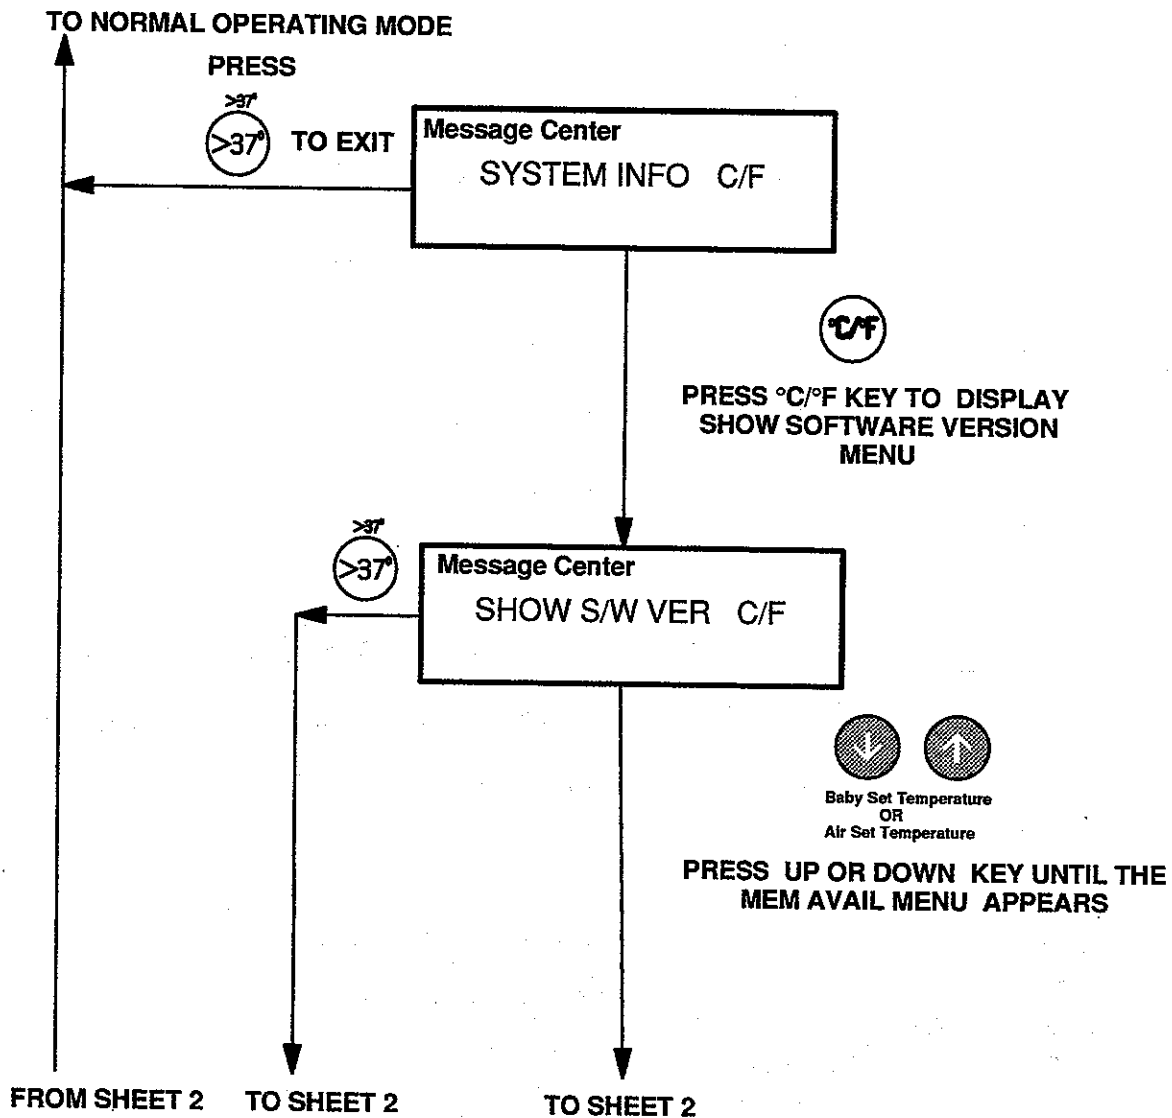 TO NORMAL OPERATING MODE
PRESS
>37°
>37°
TO EXIT
Message Center
SYSTEM INFO C/F
°C/°F
PRESS °C/°F KEY TO DISPLAY
SHOW SOFTWARE VERSION
MENU
>37°
>37°
Message Center
SHOW S/W VER C/F
Baby Set Temperature
OR
Air Set Temperature
PRESS UP OR DOWN KEY UNTIL THE
MEM AVAIL MENU APPEARS
FROM SHEET 2
TO SHEET 2
TO SHEET 2